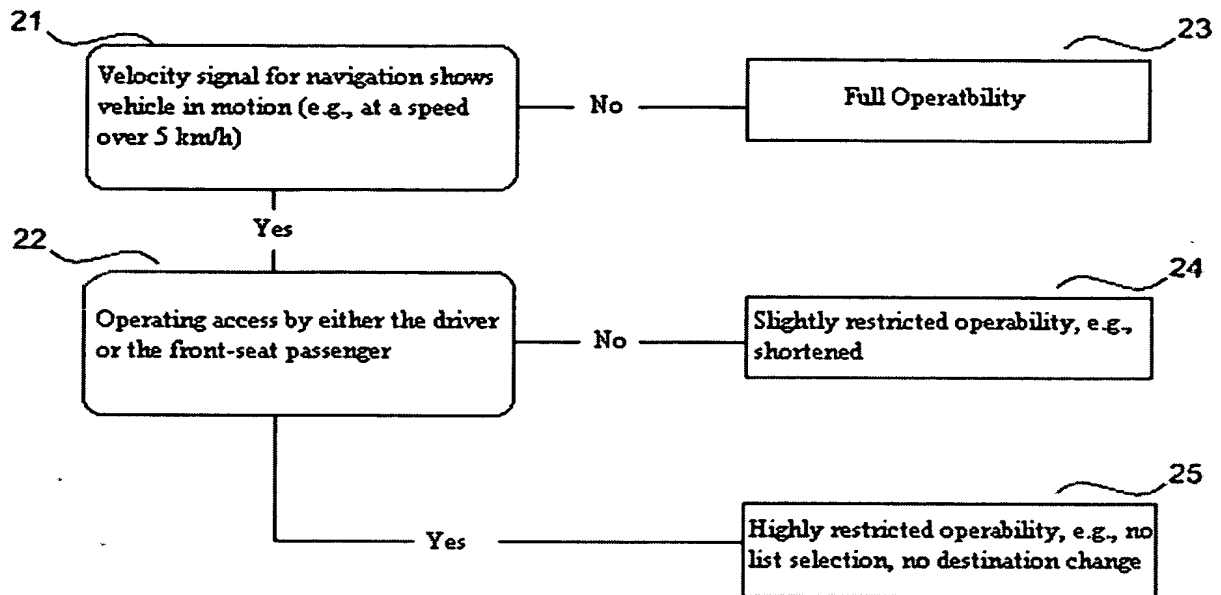 21
23
Velocity signal for navigation shows
vehicle in motion (e.g., at a speed
over 5 km/h)
No
Full Operatbility
Yes
22
24
Operating access by either the driver
or the front-seat passenger
No
Slightly restricted operability, e.g.,
shortened
25
Yes
Highly restricted operability, e.g., no
list selection, no destination change